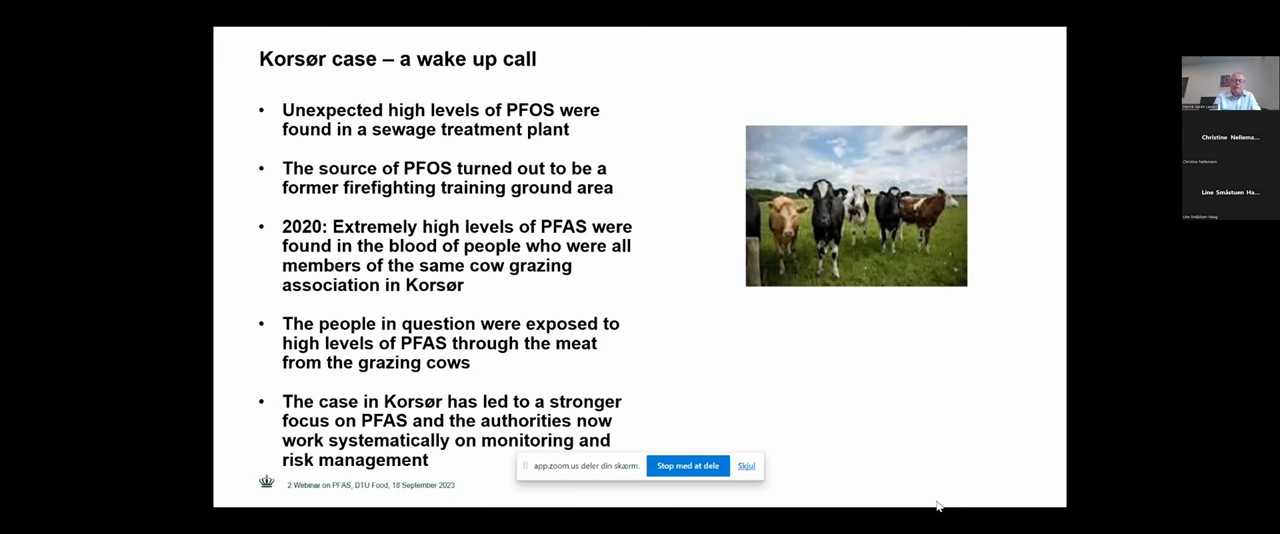 Korsør case – a wake up call
• Unexpected high levels of PFOS were
found in a sewage treatment plant
• The source of PFOS turned out to be a
former firefighting training ground area
• 2020: Extremely high levels of PFAS were
found in the blood of people who were all
members of the same cow grazing
association in Korsør
• The people in question were exposed to
high levels of PFAS through the meat
from the grazing cows
• The case in Korsør has led to a stronger
focus on PFAS and the authorities now
work systematically on monitoring and
risk management
2 Webinar on PFAS, DTU Food, 18 September 2023
app.zoom.us deler din skærm. Stop med at dele Skjul
Christine Nellema...
Christine Nellemann
Line Småstuen Ha...
Line Småstuen Haug